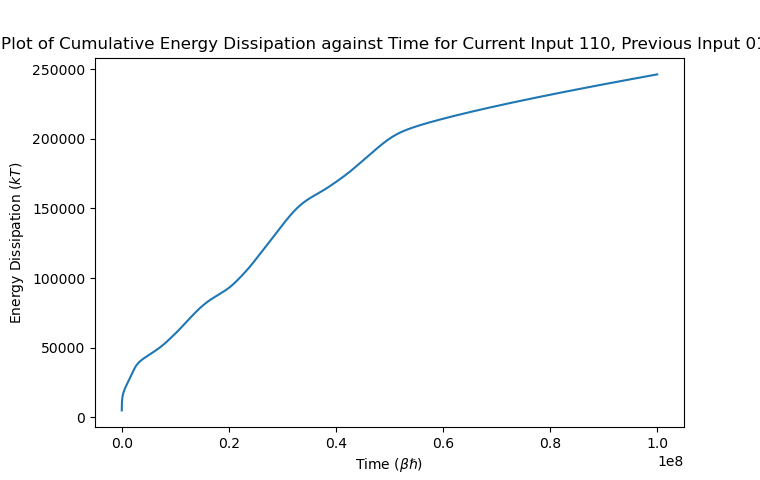 Plot of Cumulative Energy Dissipation against Time for Current Input 110, Previous Input 01
250000
200000
150000
100000
50000
0
Energy Dissipation (kT)
0.0 0.2 0.4 0.6 0.8 1.0
1e8
Time (βħ)